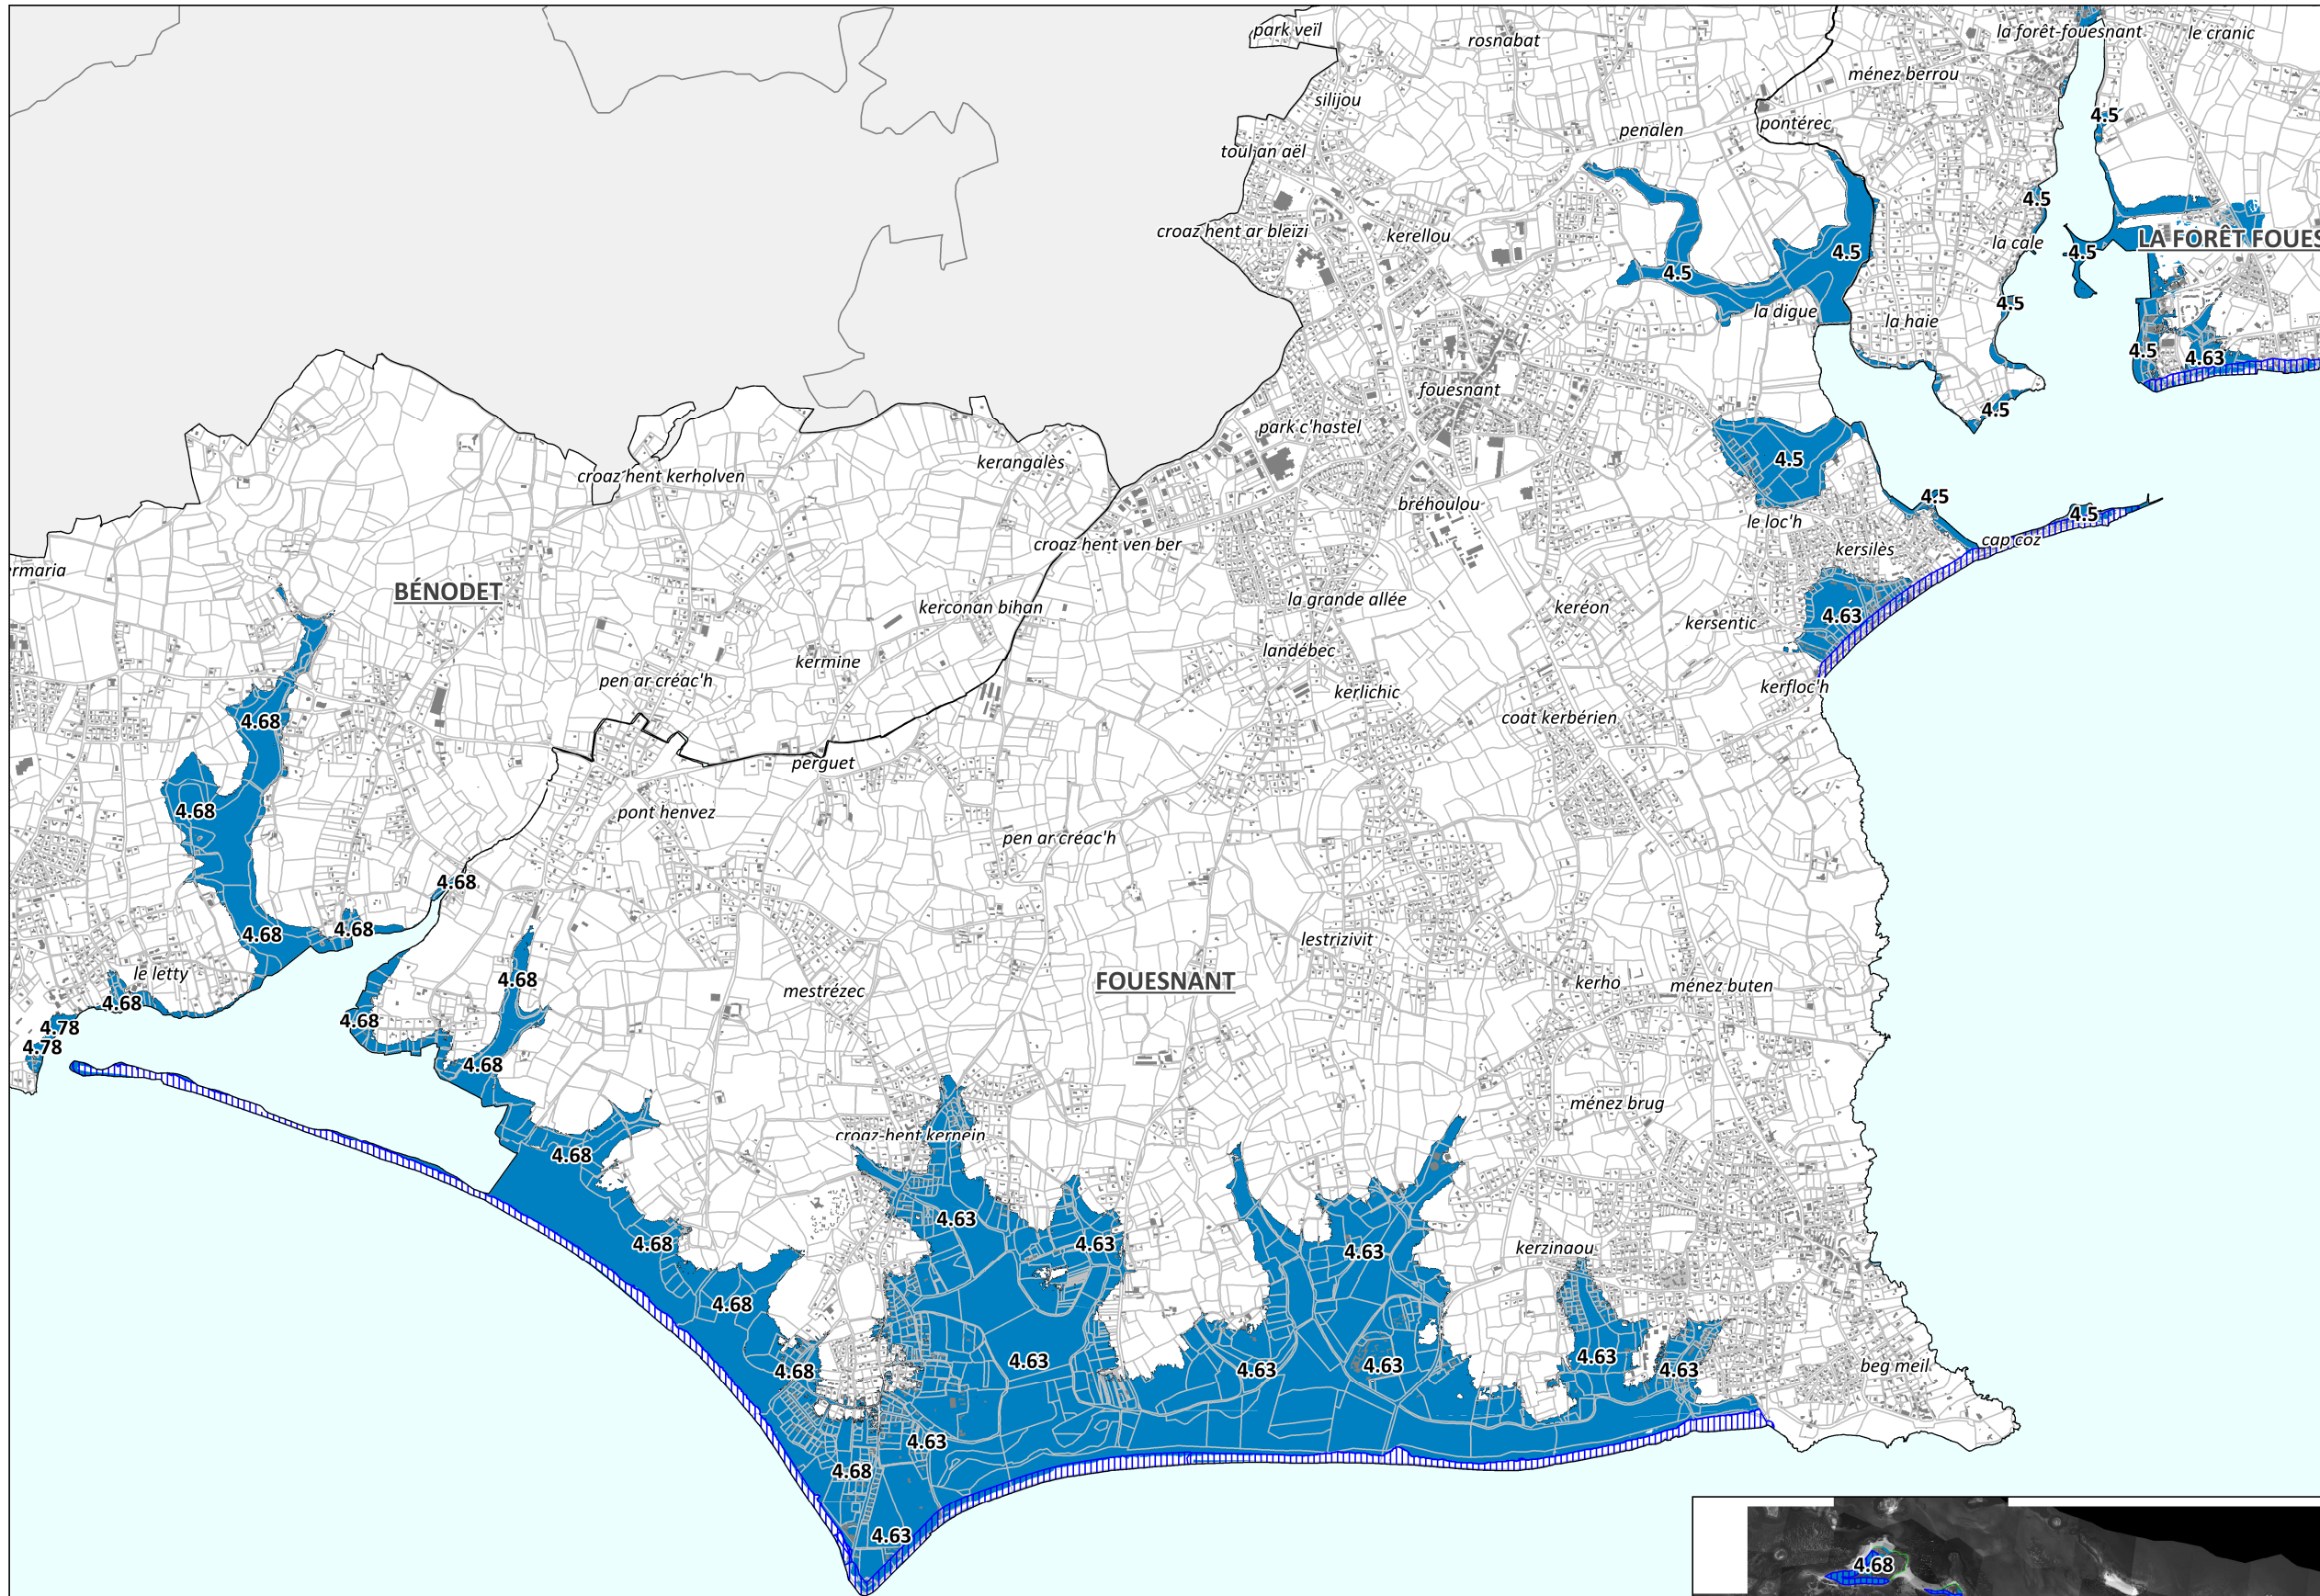 park veïl
rosnabat
la forêt-fouesnant
le cranic
ménez berrou
silijou
4.5
penalen
pontérec
toul an aël
4.5
croaz hent ar bleïzi
kerellou
la cale
LA FORÊT FOUES
4.5
4.5
4.5
4.5
la digue
la haie
4.5
4.63
fouesnant
4.5
park c'hastel
kerangalès
4.5
croaz hent kerholven
4.5
bréhoulou
4.5
le loc'h
cap coz
croaz hent ven ber
kersilès
ermaria
BÉNODET
la grande allée
kerconan bihan
keréon
4.63
kersentic
landébec
kermine
pen ar créac'h
kerlichic
kerfloc'h
4.68
coat kerbérien
perguet
4.68
pont henvez
pen ar créac'h
4.68
4.68
4.68
lestrizivit
le letty
4.68
FOUESNANT
kerho
ménez buten
mestrézec
4.68
4.68
4.78
4.78
4.68
ménez brug
croaz-hent kernein
4.68
4.63
4.68
4.63
4.63
kerzinaou
4.68
4.63
4.63
4.63
4.63
4.63
beg meil
4.68
4.63
4.68
4.63
4.68